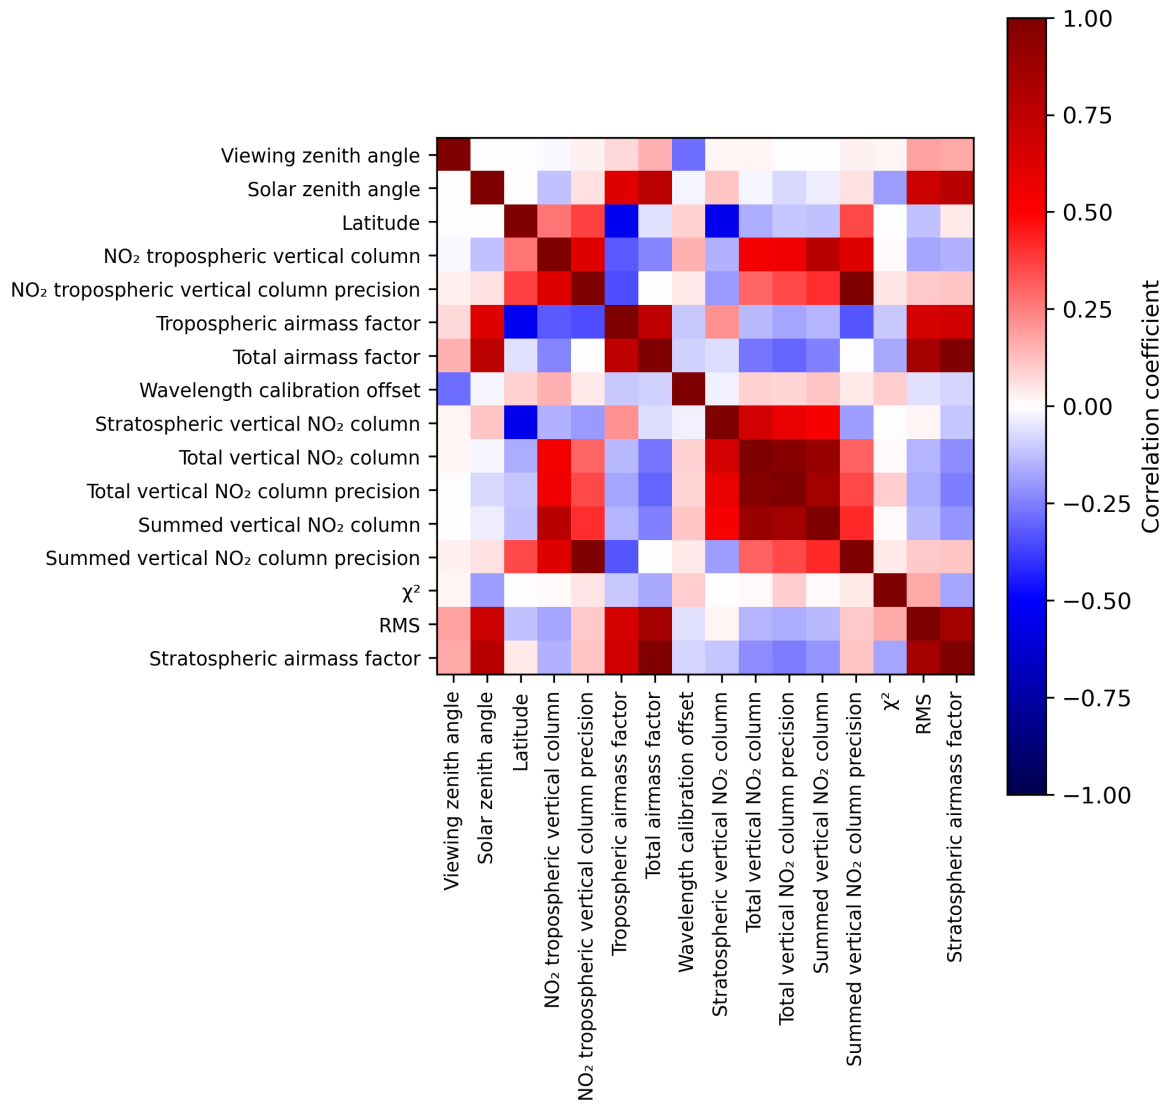 Viewing zenith angle
Solar zenith angle
Latitude
NO₂ tropospheric vertical column
NO₂ tropospheric vertical column precision
Tropospheric airmass factor
Total airmass factor
Wavelength calibration offset
Stratospheric vertical NO₂ column
Total vertical NO₂ column
Total vertical NO₂ column precision
Summed vertical NO₂ column
Summed vertical NO₂ column precision
χ²
RMS
Stratospheric airmass factor
Viewing zenith angle
Solar zenith angle
Latitude
NO₂ tropospheric vertical column
NO₂ tropospheric vertical column precision
Tropospheric airmass factor
Total airmass factor
Wavelength calibration offset
Stratospheric vertical NO₂ column
Total vertical NO₂ column
Total vertical NO₂ column precision
Summed vertical NO₂ column
Summed vertical NO₂ column precision
χ²
RMS
Stratospheric airmass factor
1.00
0.75
0.50
0.25
0.00
−0.25
−0.50
−0.75
−1.00
Correlation coefficient